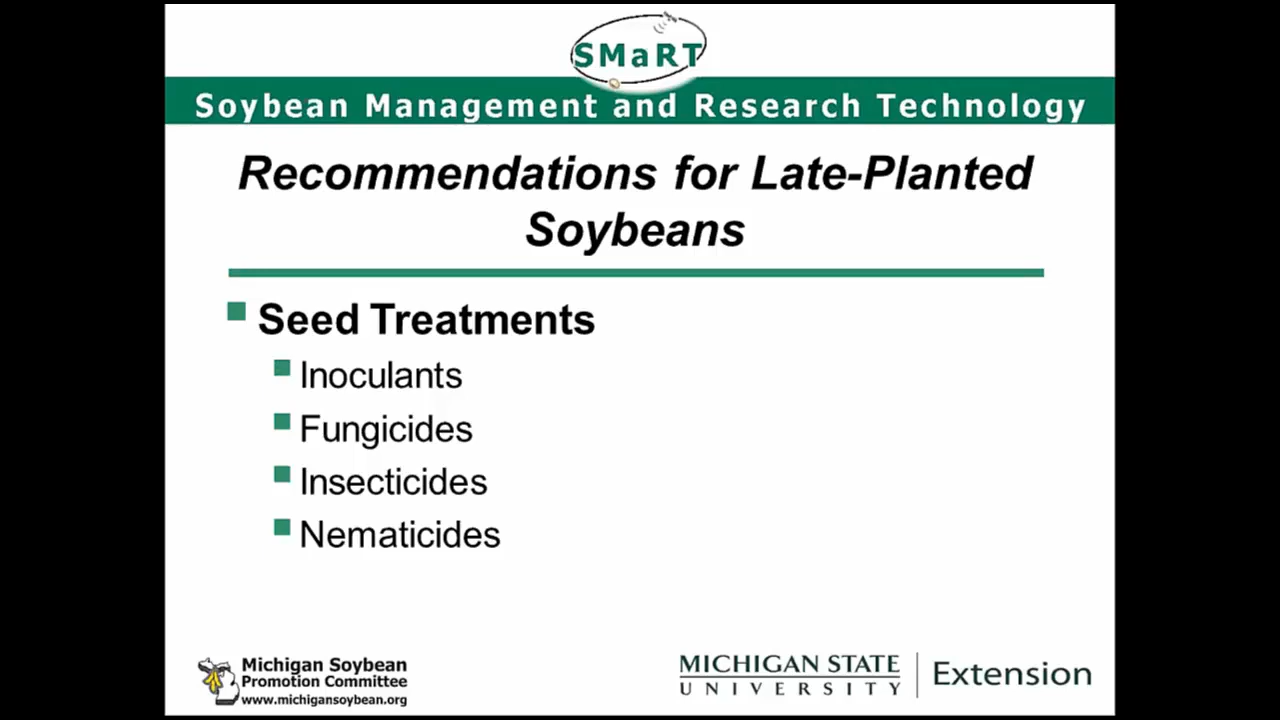 SMaRT
Soybean Management and Research Technology
Recommendations for Late-Planted
Soybeans
Seed Treatments
Inoculants
Fungicides
Insecticides
Nematicides
Michigan Soybean
Promotion Committee
www.michigansoybean.org
MICHIGAN STATE
UNIVERSITY
Extension